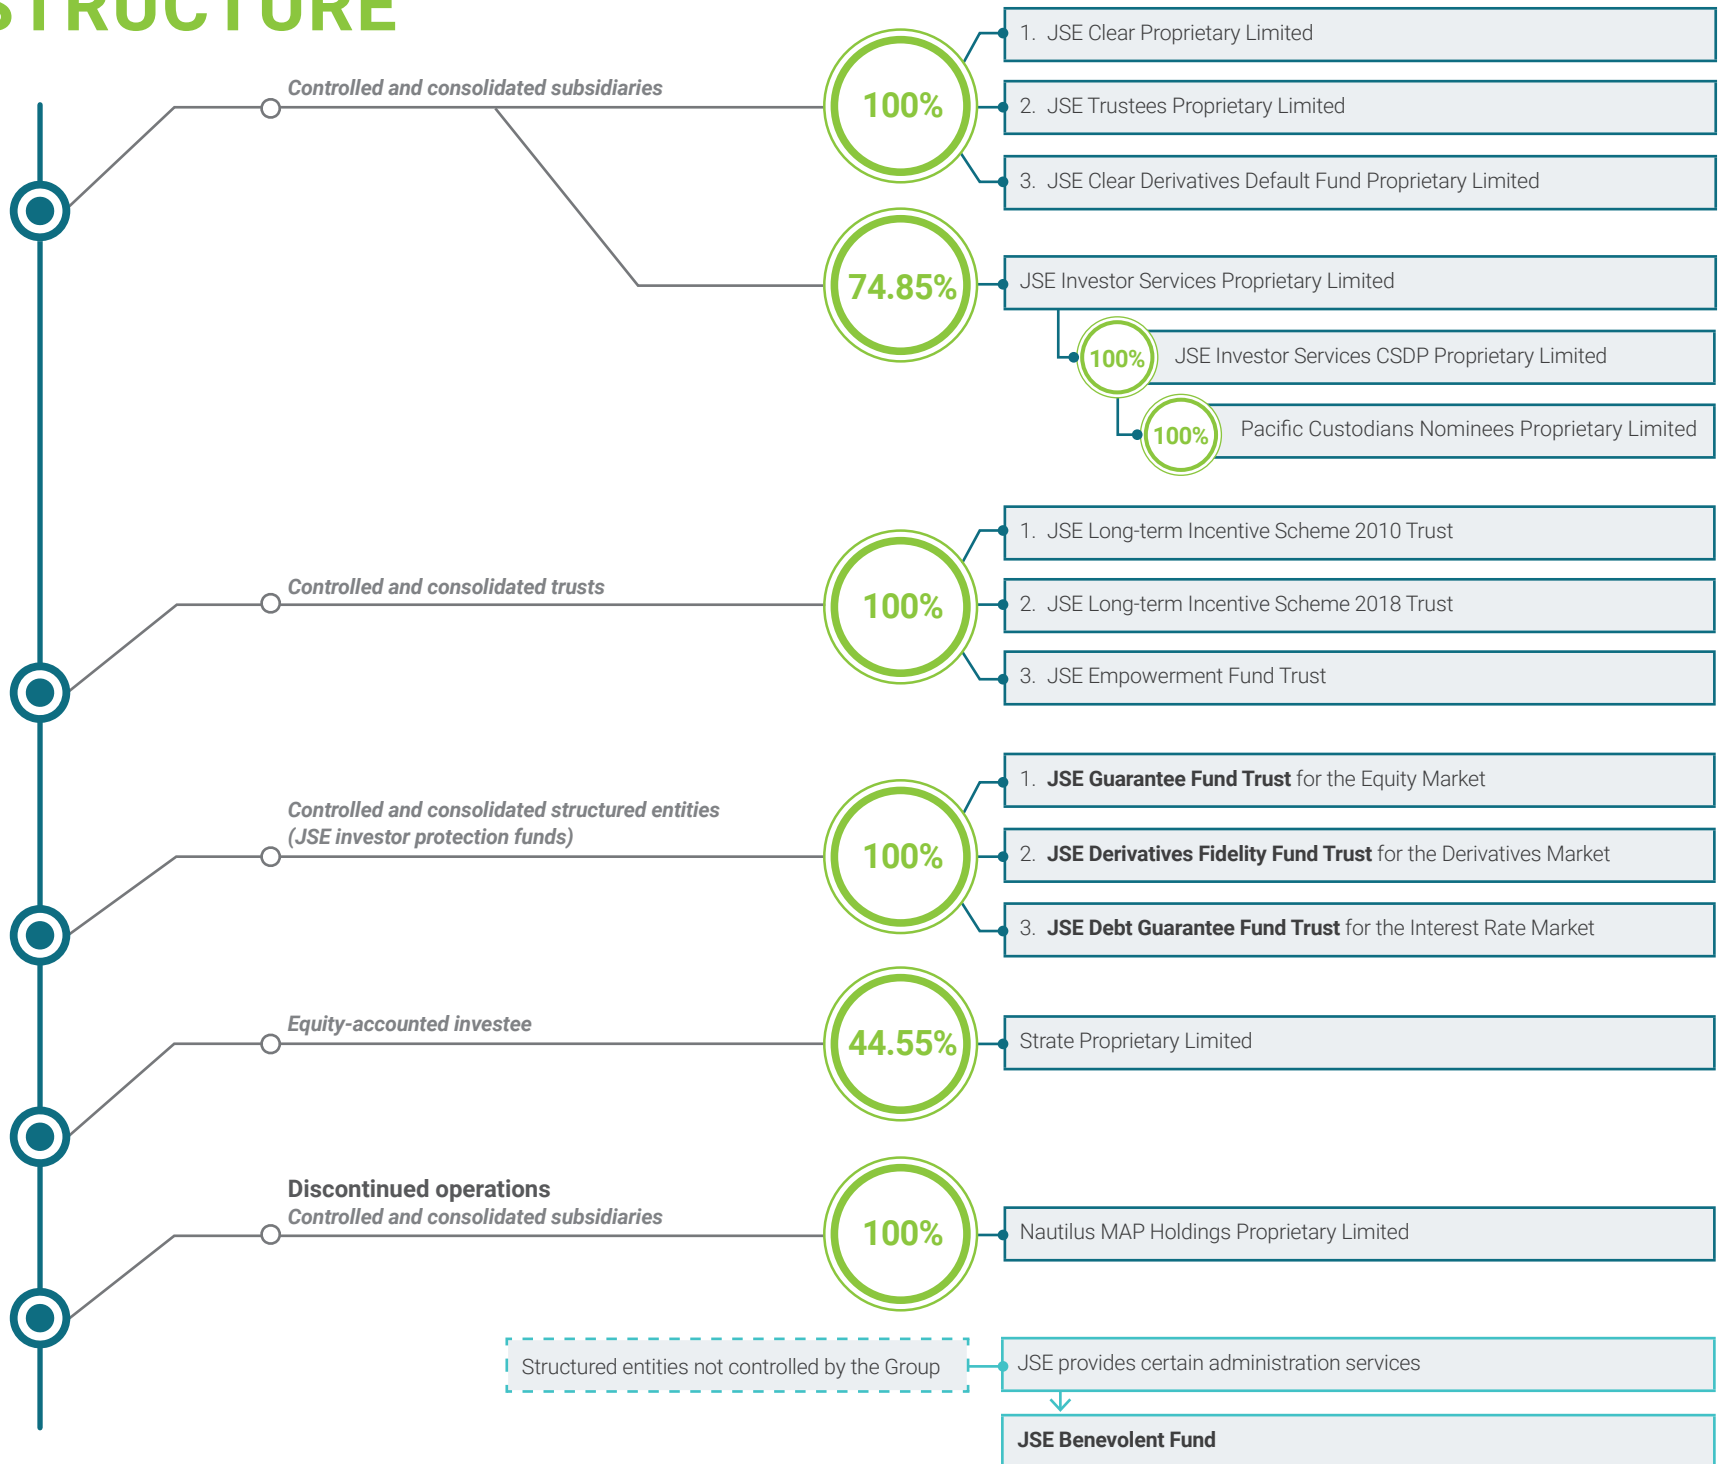 STRUCTURE
Controlled and consolidated subsidiaries
100%
1. JSE Clear Proprietary Limited
2. JSE Trustees Proprietary Limited
3. JSE Clear Derivatives Default Fund Proprietary Limited
74.85%
JSE Investor Services Proprietary Limited
100%
JSE Investor Services CSDP Proprietary Limited
100%
Pacific Custodians Nominees Proprietary Limited
Controlled and consolidated trusts
100%
1. JSE Long-term Incentive Scheme 2010 Trust
2. JSE Long-term Incentive Scheme 2018 Trust
3. JSE Empowerment Fund Trust
Controlled and consolidated structured entities
(JSE investor protection funds)
100%
1. JSE Guarantee Fund Trust for the Equity Market
2. JSE Derivatives Fidelity Fund Trust for the Derivatives Market
3. JSE Debt Guarantee Fund Trust for the Interest Rate Market
Equity-accounted investee
44.55%
Strate Proprietary Limited
Discontinued operations
Controlled and consolidated subsidiaries
100%
Nautilus MAP Holdings Proprietary Limited
Structured entities not controlled by the Group
JSE provides certain administration services
JSE Benevolent Fund